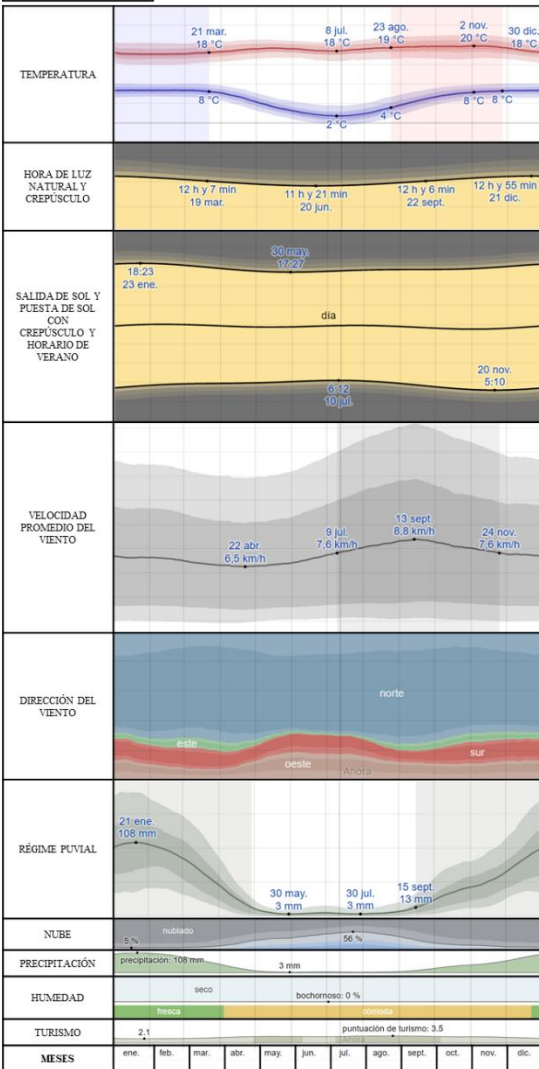 21 mar.
18 °C
8 jul.
18 °C
23 ago.
19 °C
2 nov.
20 °C
30 dic.
18 °C
TEMPERATURA
8 °C
2 °C
4 °C
8 °C
8 °C
HORA DE LUZ
NATURAL Y
CREPÚSCULO
12 h y 7 min
19 mar.
11 h y 21 min
20 jun.
12 h y 6 min
22 sept.
12 h y 55 min
21 dic.
SALIDA DE SOL Y
PUESTA DE SOL
CON
CREPÚSCULO Y
HORARIO DE
VERANO
18:23
23 ene.
30 may.
17:27
día
6:12
10 jul.
20 nov.
5:10
VELOCIDAD
PROMEDIO DEL
VIENTO
22 abr.
6,5 km/h
9 jul.
7,6 km/h
13 sept.
8,8 km/h
24 nov.
7,6 km/h
DIRECCIÓN DEL
VIENTO
norte
este
oeste
sur
Ahora
RÉGIME PUVIAL
21 ene.
108 mm
30 may.
3 mm
30 jul.
3 mm
15 sept.
13 mm
NUBE
nublado
5 %
56 %
PRECIPITACIÓN
precipitación: 108 mm
3 mm
HUMEDAD
seco
bochornoso: 0 %
fresca
cómoda
TURISMO
2.1
puntuación de turismo: 3.5
Ahora
MESES
ene.
feb.
mar.
abr.
may.
jun.
jul.
ago.
sept.
oct.
nov.
dic.